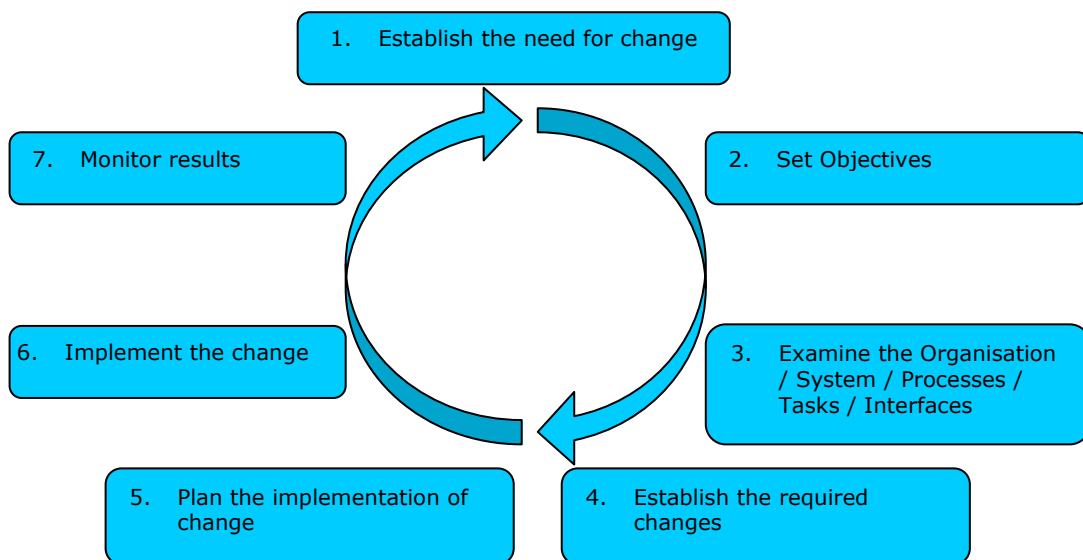 1. Establish the need for change
2. Set Objectives
3. Examine the Organisation
/ System / Processes /
Tasks / Interfaces
4. Establish the required
changes
5. Plan the implementation of
change
6. Implement the change
7. Monitor results